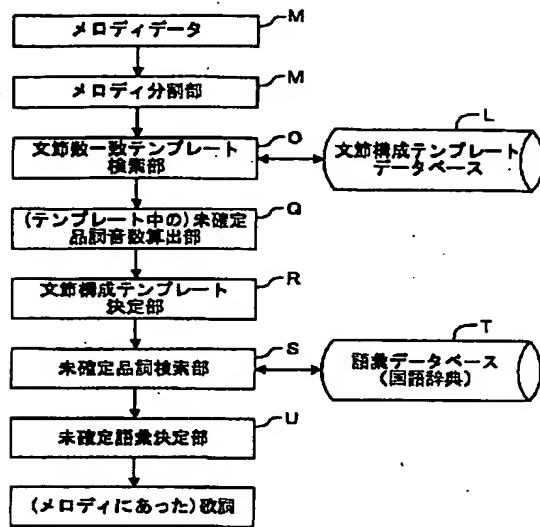 メロディデータ
M
メロディ分割部
M
文節数一致テンプレート
検索部
O
文節構成テンプレート
データベース
L
(テンプレート中の)未確定
品詞音数算出部
Q
文節構成テンプレート
決定部
R
未確定品詞検索部
S
語彙データベース
(国語辞典)
T
未確定語彙決定部
U
(メロディにあった)歌詞